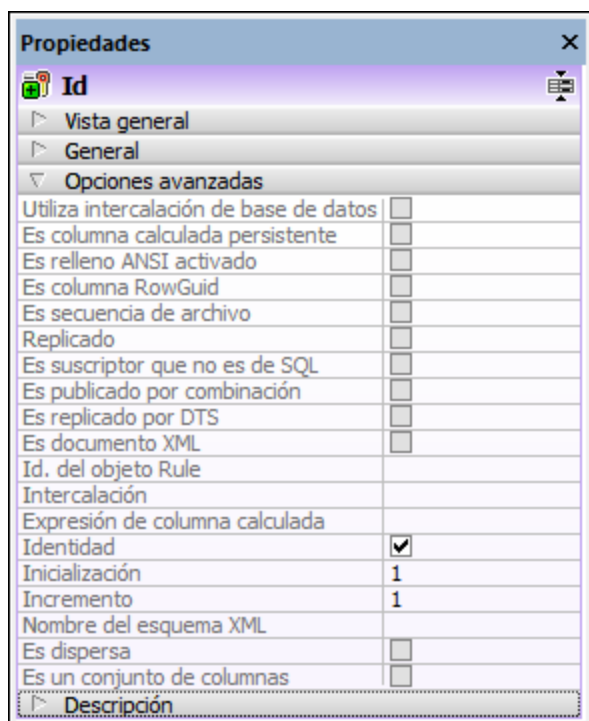 Propiedades
Id
Vista general
General
Opciones avanzadas
Utiliza intercalación de base de datos
Es columna calculada persistente
Es relleno ANSI activado
Es columna RowGuid
Es secuencia de archivo
Replicado
Es suscriptor que no es de SQL
Es publicado por combinación
Es replicado por DTS
Es documento XML
Id. del objeto Rule
Intercalación
Expresión de columna calculada
Identidad
Inicialización 1
Incremento 1
Nombre del esquema XML
Es dispersa
Es un conjunto de columnas
Descripción